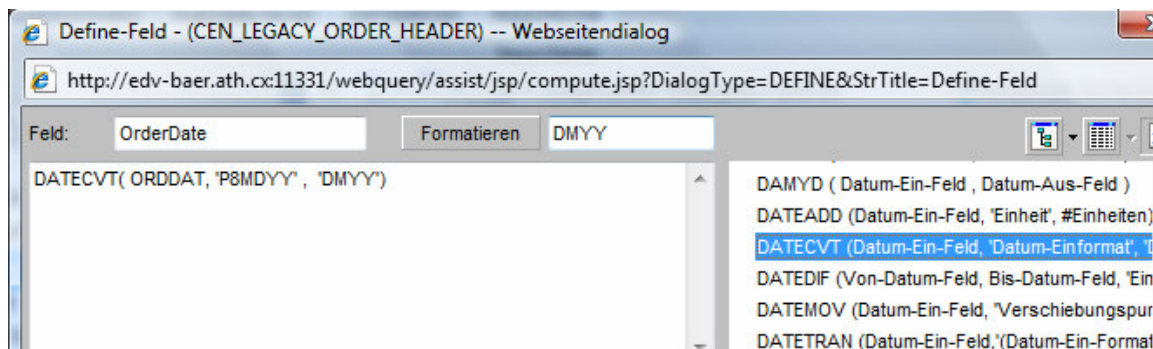 Define-Feld - (CEN_LEGACY_ORDER_HEADER) -- Webseitendialog
http://edv-baer.ath.cx:11331/webquery/assist/jsp/compute.jsp?DialogType=DEFINE&StrTitle=Define-Feld
Feld: OrderDate Formatieren DMYY
DATECVT( ORDDAT, 'P8MDYY' , 'DMYY')
DAMYD ( Datum-Ein-Feld , Datum-Aus-Feld )
DATEADD (Datum-Ein-Feld, 'Einheit', #Einheiten)
DATECVT (Datum-Ein-Feld, 'Datum-Einformat', '
DATEDIF (Von-Datum-Feld, Bis-Datum-Feld, 'Ein
DATEMOV (Datum-Ein-Feld, 'Verschiebungspun
DATETRAN (Datum-Ein-Feld,'(Datum-Ein-Format